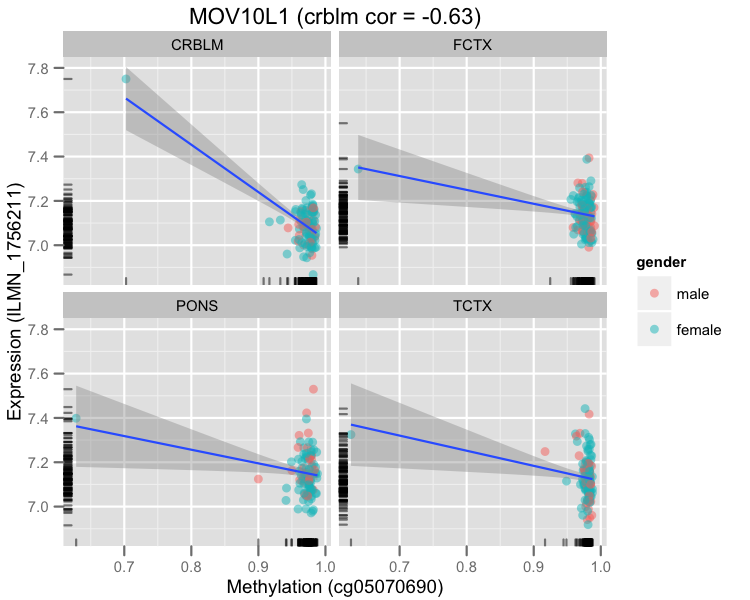 MOV10L1 (crblm cor = -0.63)
CRBLM
FCTX
7.8
7.6
7.4
7.2
7.0
PONS
TCTX
7.8
7.6
7.4
7.2
7.0
0.7 0.8 0.9 1.0
0.7 0.8 0.9 1.0
Expression (ILMN_1756211)
Methylation (cg05070690)
gender
male
female